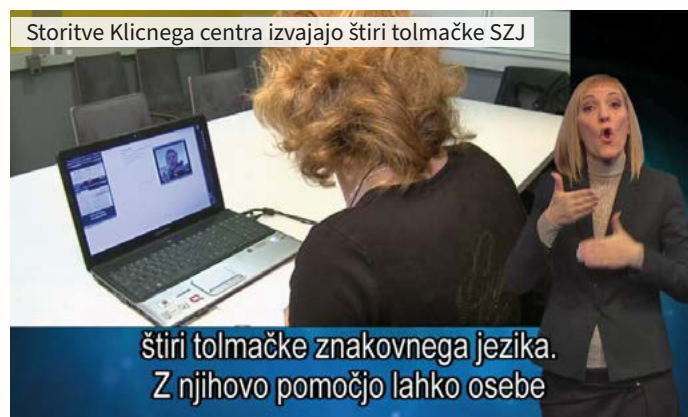 Storitve Klicnega centra izvajajo štiri tolmačke SZJ
štiri tolmačke znakovnega jezika.
Z njihovo pomočjo lahko osebe